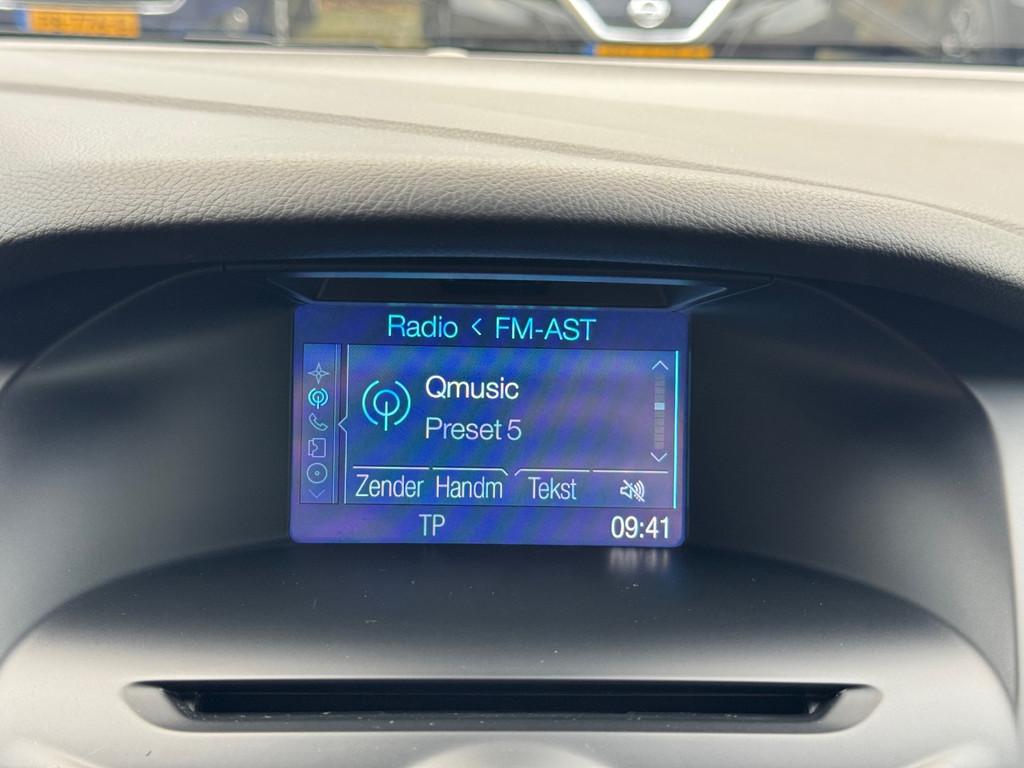 Radio < FM-AST
Qmusic
Preset 5
Zender Handm Tekst
TP 09:41